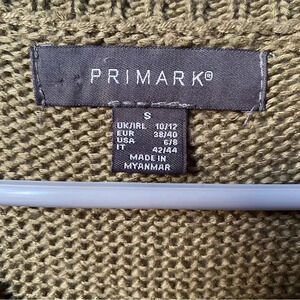 PRIMARK®
S
UK/IRL 10/12
EUR 38/40
USA 6/8
IT 42/44
MADE IN
MYANMAR